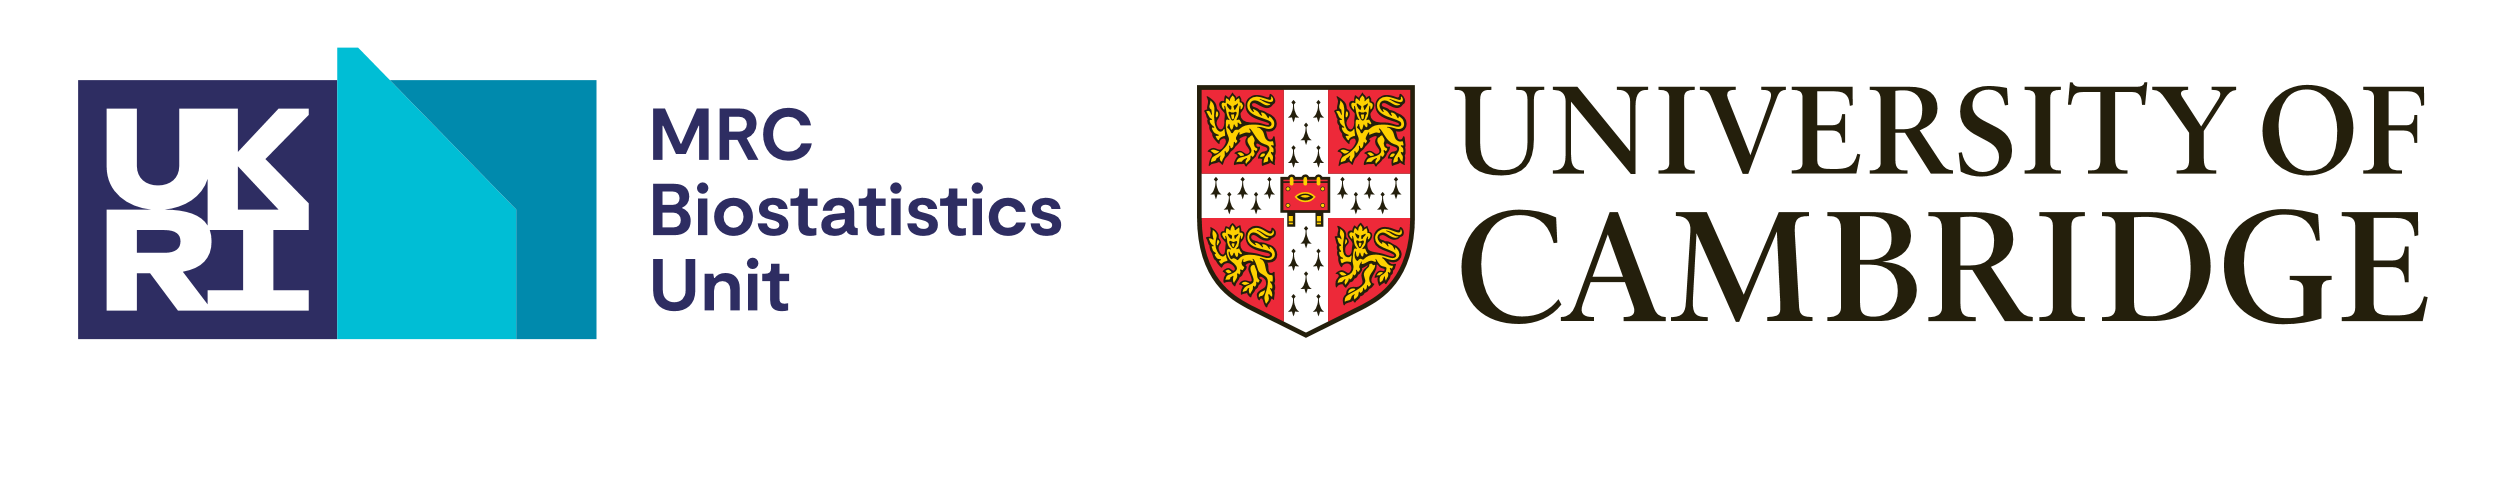 UK
RI
MRC
Biostatistics
Unit
UNIVERSITY OF
CAMBRIDGE